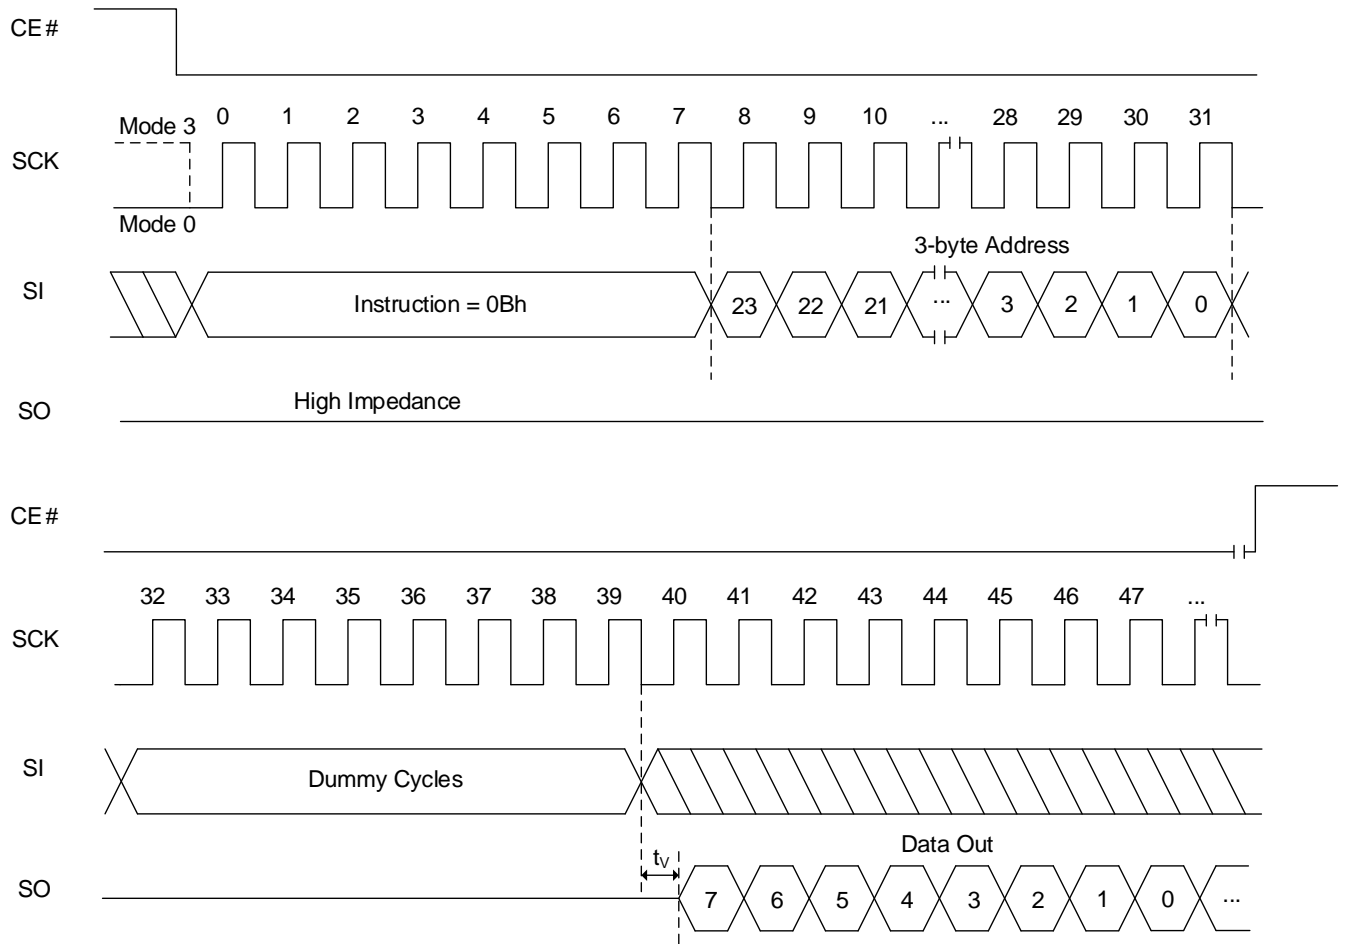 CE#
Mode 3 0 1 2 3 4 5 6 7 8 9 10 ... 28 29 30 31
SCK
Mode 0
3-byte Address
SI
Instruction = 0Bh 23 22 21 ... 3 2 1 0
High Impedance
SO
CE#
32 33 34 35 36 37 38 39 40 41 42 43 44 45 46 47 ...
SCK
SI
Dummy Cycles
Data Out
tV
SO
7 6 5 4 3 2 1 0 ...